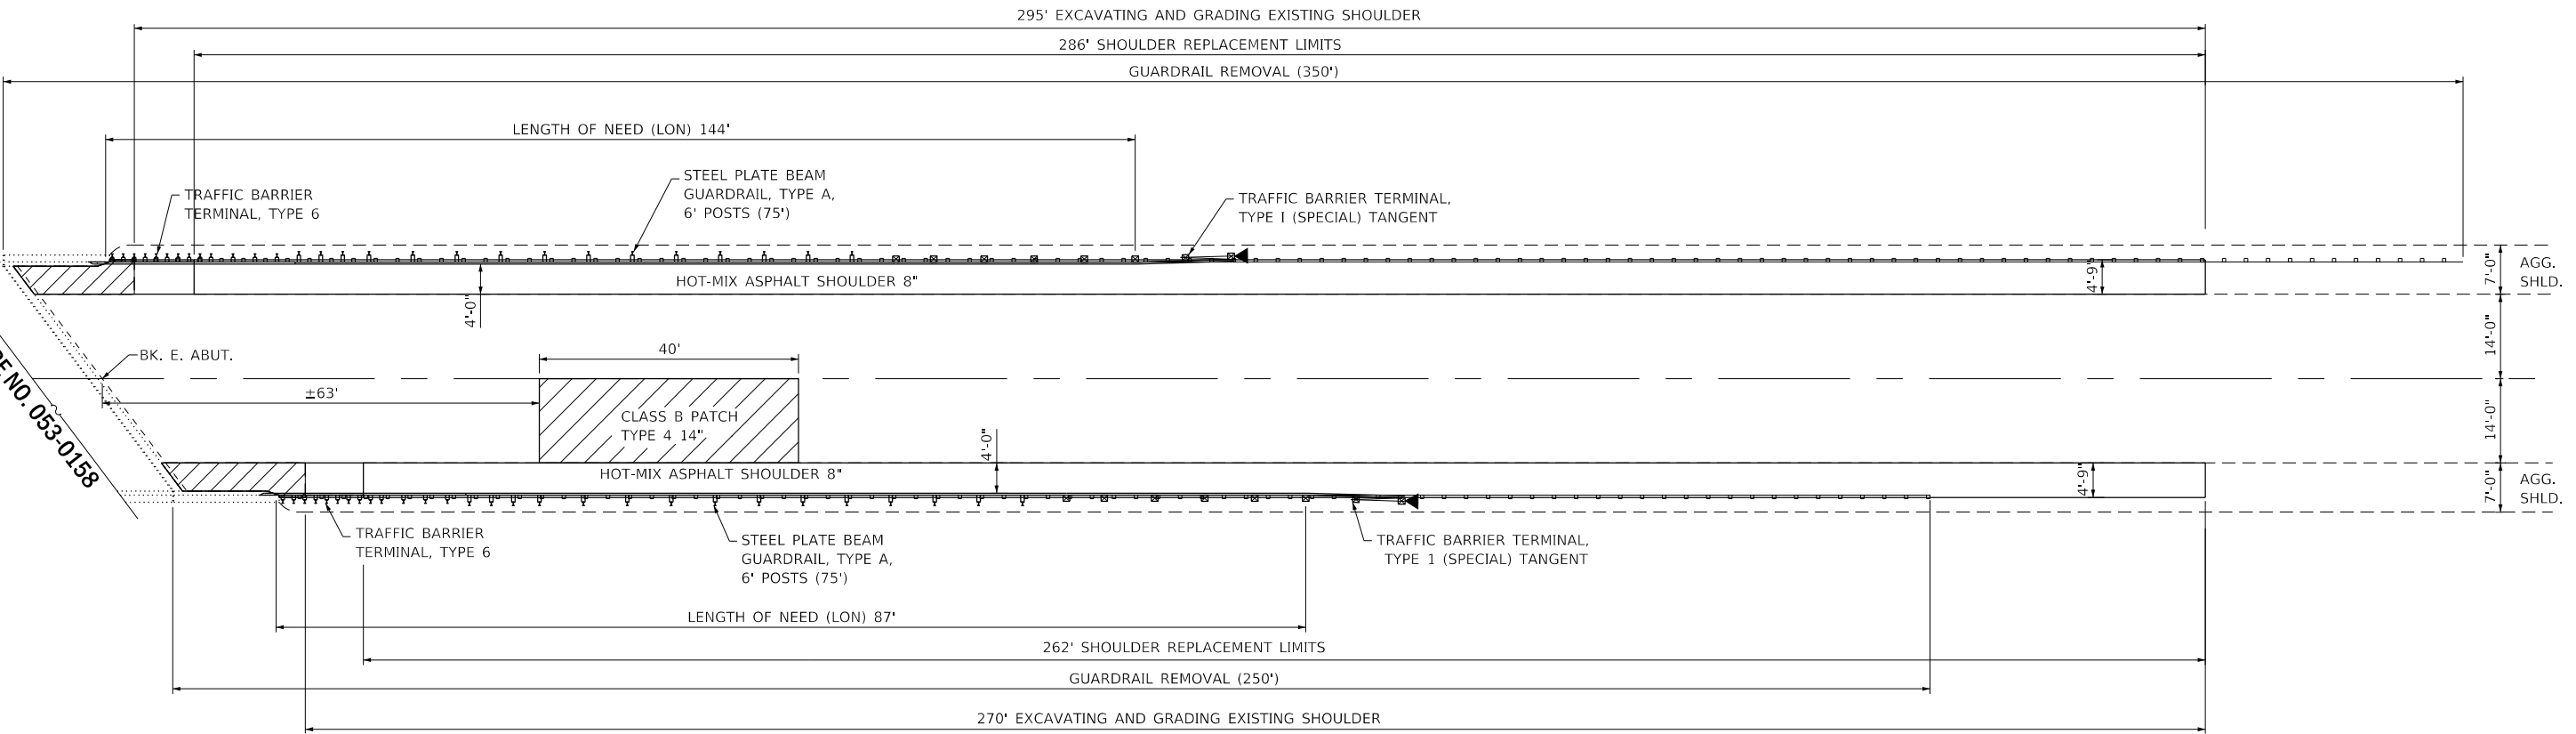 295' EXCAVATING AND GRADING EXISTING SHOULDER
286' SHOULDER REPLACEMENT LIMITS
GUARDRAIL REMOVAL (350')
LENGTH OF NEED (LON) 144'
TRAFFIC BARRIER
TERMINAL, TYPE 6
STEEL PLATE BEAM
GUARDRAIL, TYPE A,
6' POSTS (75')
TRAFFIC BARRIER TERMINAL,
TYPE I (SPECIAL) TANGENT
HOT-MIX ASPHALT SHOULDER 8"
4'-0"
4'-9"
7'-0"
AGG.
SHLD.
14'-0"
BK. E. ABUT.
40'
±63'
CLASS B PATCH
TYPE 4 14"
NO. 053-0158
14'-0"
4'-0"
HOT-MIX ASPHALT SHOULDER 8"
4'-9"
7'-0"
AGG.
SHLD.
TRAFFIC BARRIER
TERMINAL, TYPE 6
STEEL PLATE BEAM
GUARDRAIL, TYPE A,
6' POSTS (75')
TRAFFIC BARRIER TERMINAL,
TYPE 1 (SPECIAL) TANGENT
LENGTH OF NEED (LON) 87'
262' SHOULDER REPLACEMENT LIMITS
GUARDRAIL REMOVAL (250')
270' EXCAVATING AND GRADING EXISTING SHOULDER